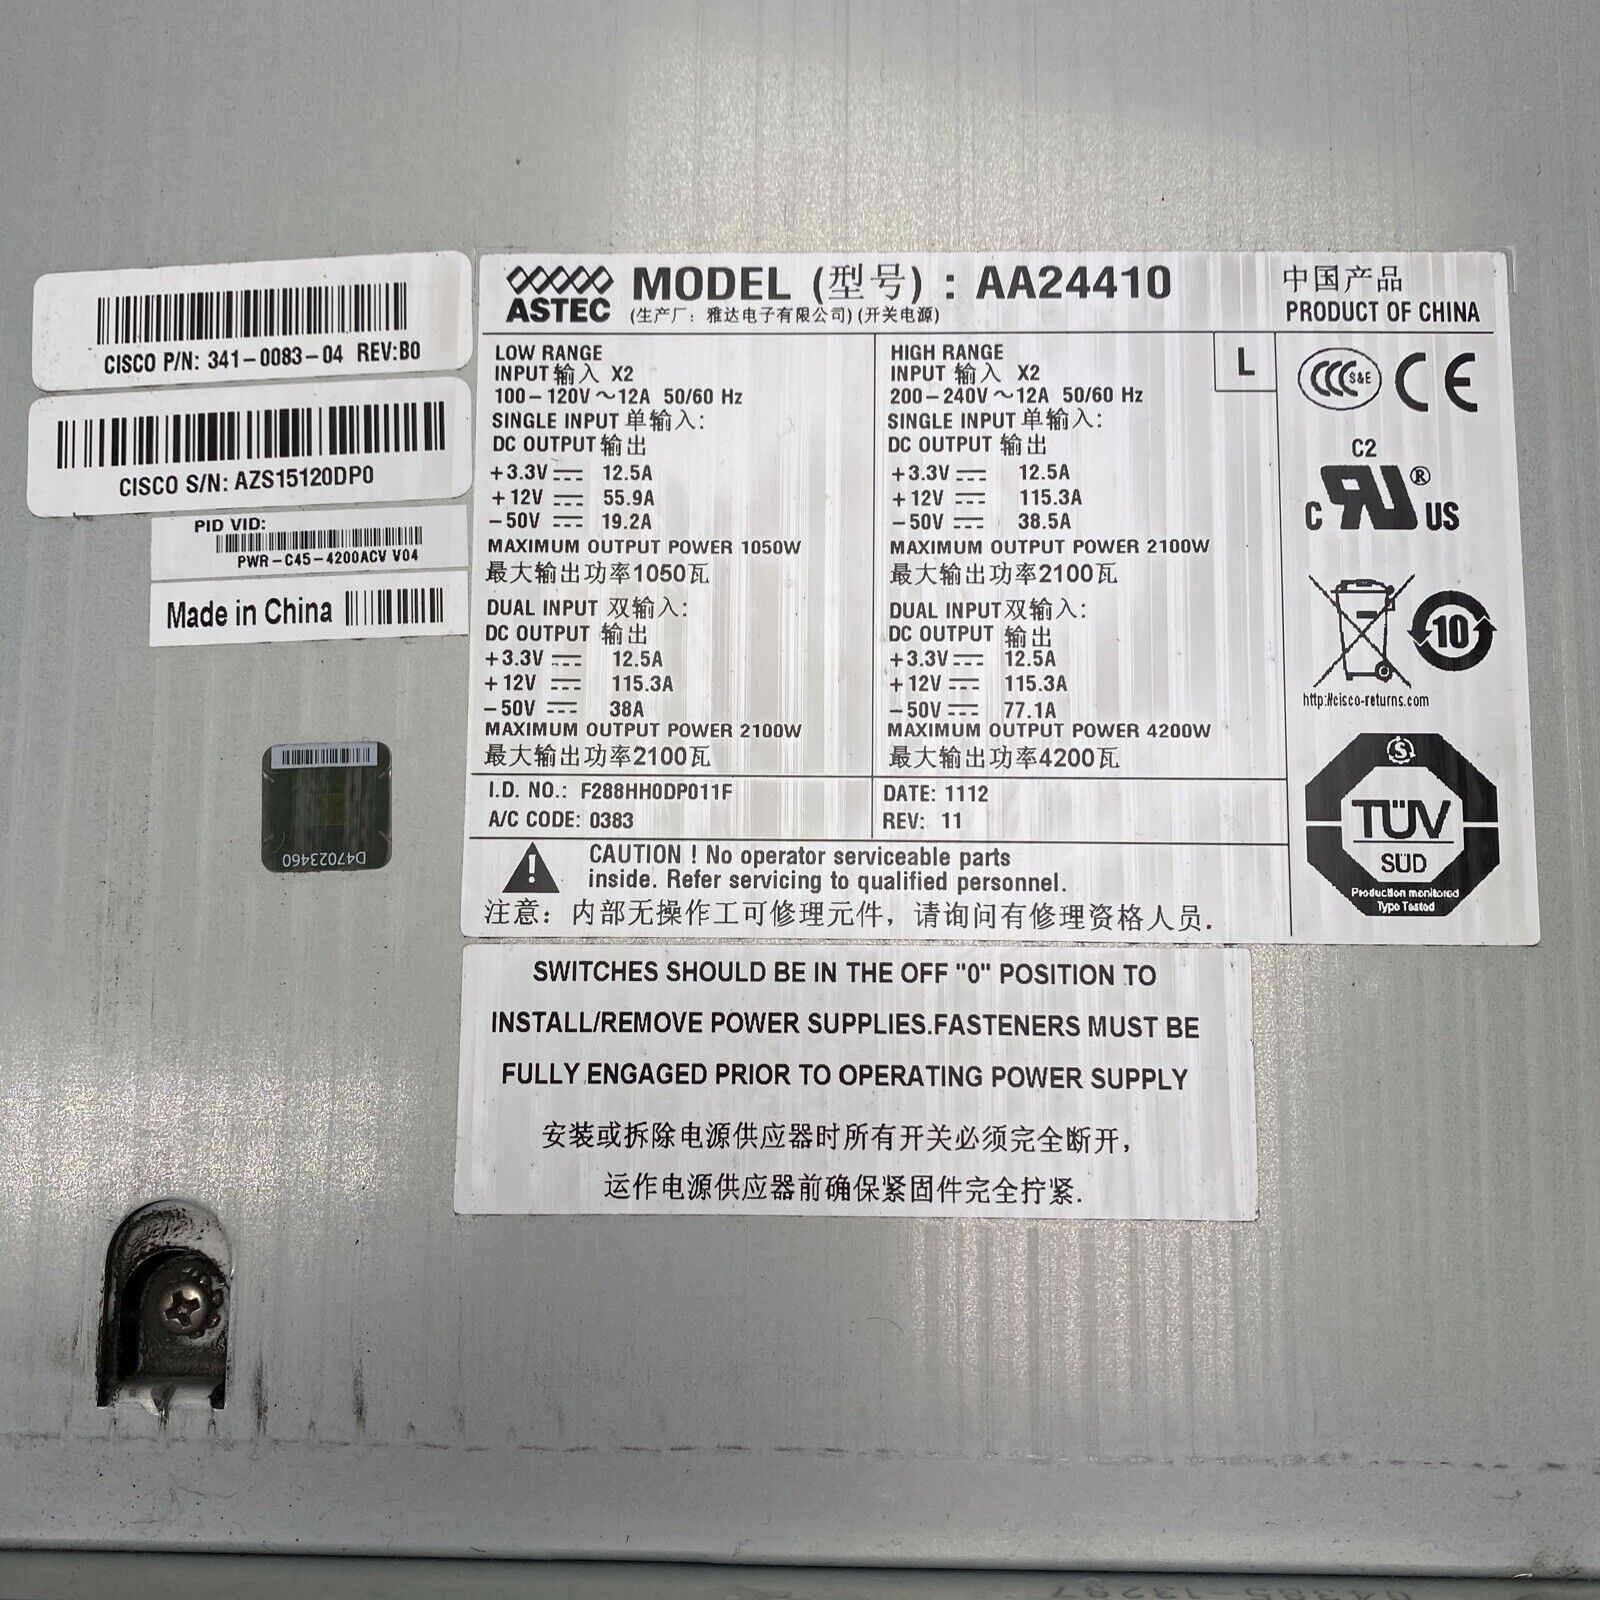 CISCO P/N: 341-0083-04 REV:B0
CISCO S/N: AZS15120DP0
PID VID:
PWR-C45-4200ACV V04
Made in China
D47023460
ASTEC
MODEL (型号) : AA24410
(生产厂: 雅达电子有限公司) (开关电源)
中国产品
PRODUCT OF CHINA
LOW RANGE
INPUT 输入 X2
100-120V ~12A 50/60 Hz
SINGLE INPUT 单输入:
DC OUTPUT 输出
+3.3V 12.5A
+12V 55.9A
-50V 19.2A
MAXIMUM OUTPUT POWER 1050W
最大输出功率1050瓦
DUAL INPUT 双输入:
DC OUTPUT 输出
+3.3V 12.5A
+12V 115.3A
-50V 38A
MAXIMUM OUTPUT POWER 2100W
最大输出功率2100瓦
HIGH RANGE
INPUT 输入 X2
200-240V ~12A 50/60 Hz
SINGLE INPUT 单输入:
DC OUTPUT 输出
+3.3V 12.5A
+12V 115.3A
-50V 38.5A
MAXIMUM OUTPUT POWER 2100W
最大输出功率2100瓦
DUAL INPUT 双输入:
DC OUTPUT 输出
+3.3V 12.5A
+12V 115.3A
-50V 77.1A
MAXIMUM OUTPUT POWER 4200W
最大输出功率4200瓦
L
CCC S&E CE
C2
C RU ® US
10
http://cisco-returns.com
S
TÜV
SÜD
Production monitored
Type Tested
I.D. NO.: F288HH0DP011F
A/C CODE: 0383
DATE: 1112
REV: 11
CAUTION ! No operator serviceable parts
inside. Refer servicing to qualified personnel.
注意: 内部无操作工可修理元件, 请询问有修理资格人员.
SWITCHES SHOULD BE IN THE OFF "0" POSITION TO
INSTALL/REMOVE POWER SUPPLIES.FASTENERS MUST BE
FULLY ENGAGED PRIOR TO OPERATING POWER SUPPLY
安装或拆除电源供应器时所有开关必须完全断开,
运作电源供应器前确保紧固件完全拧紧.